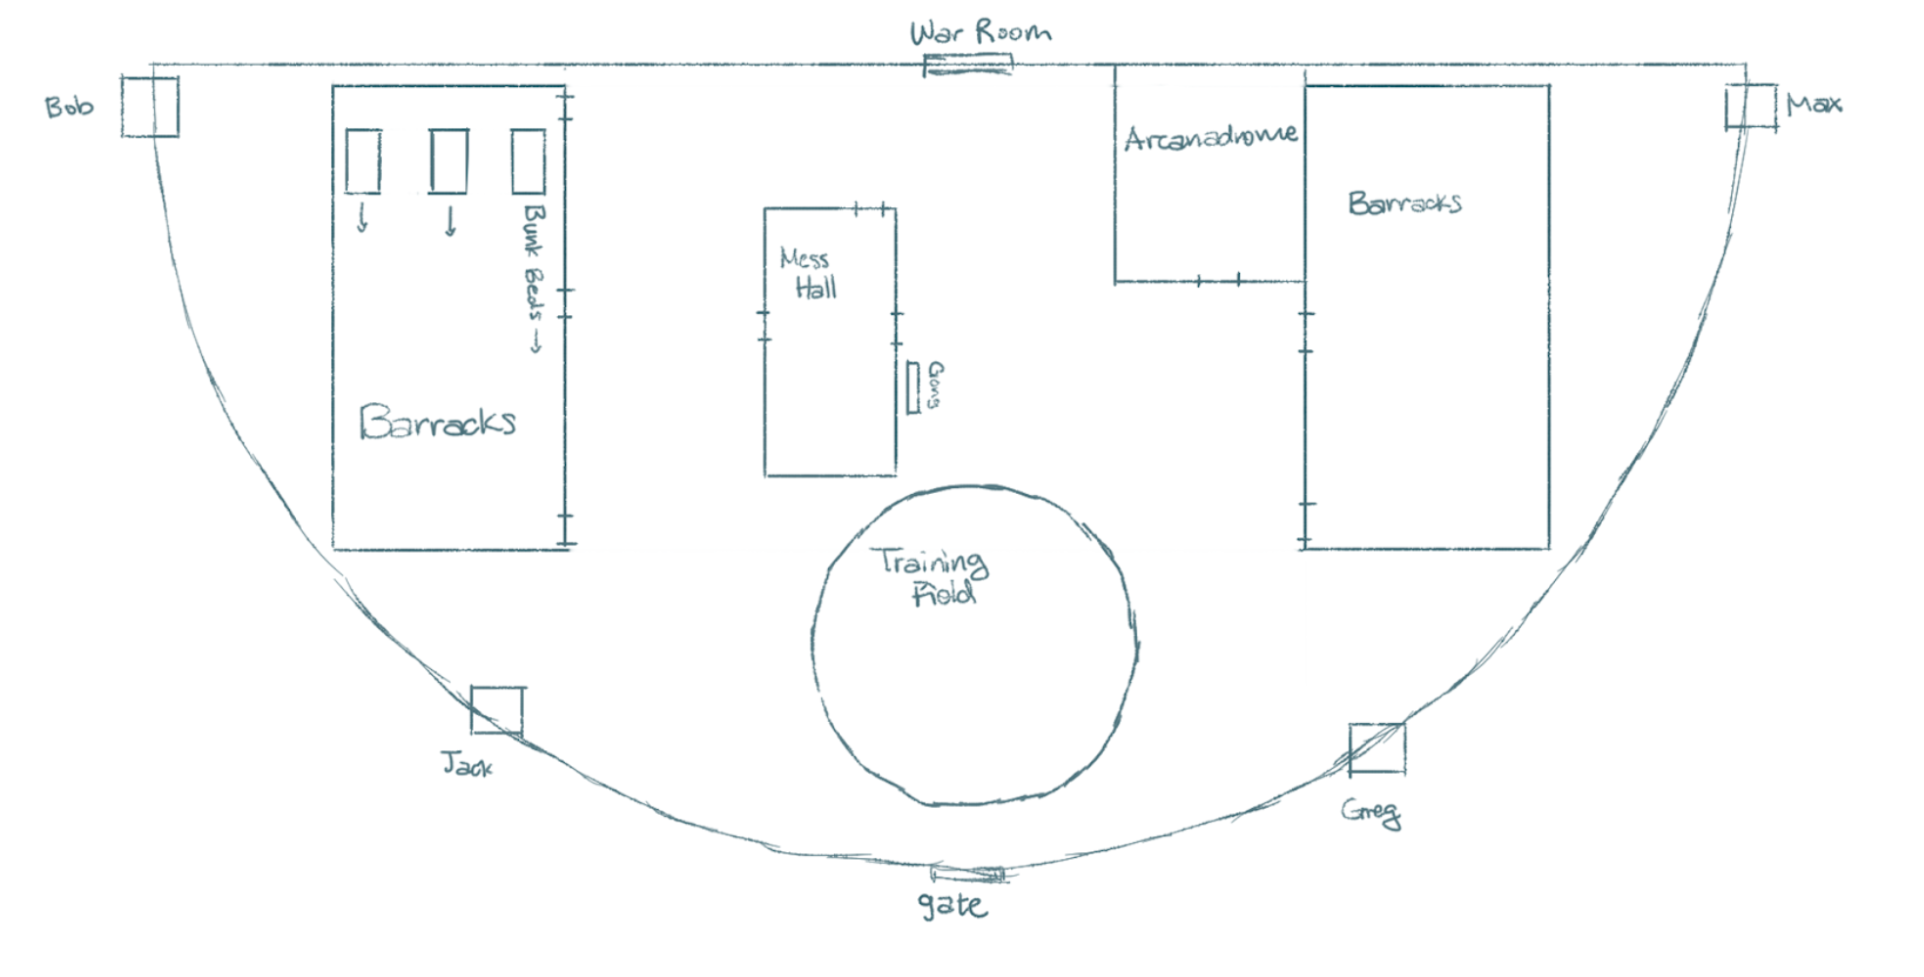 War Room
Bob
Max
Arcanadrome
Barracks
Bunk Beds →
Mess
Hall
Gong
Barracks
Training
Field
Jack
Greg
gate